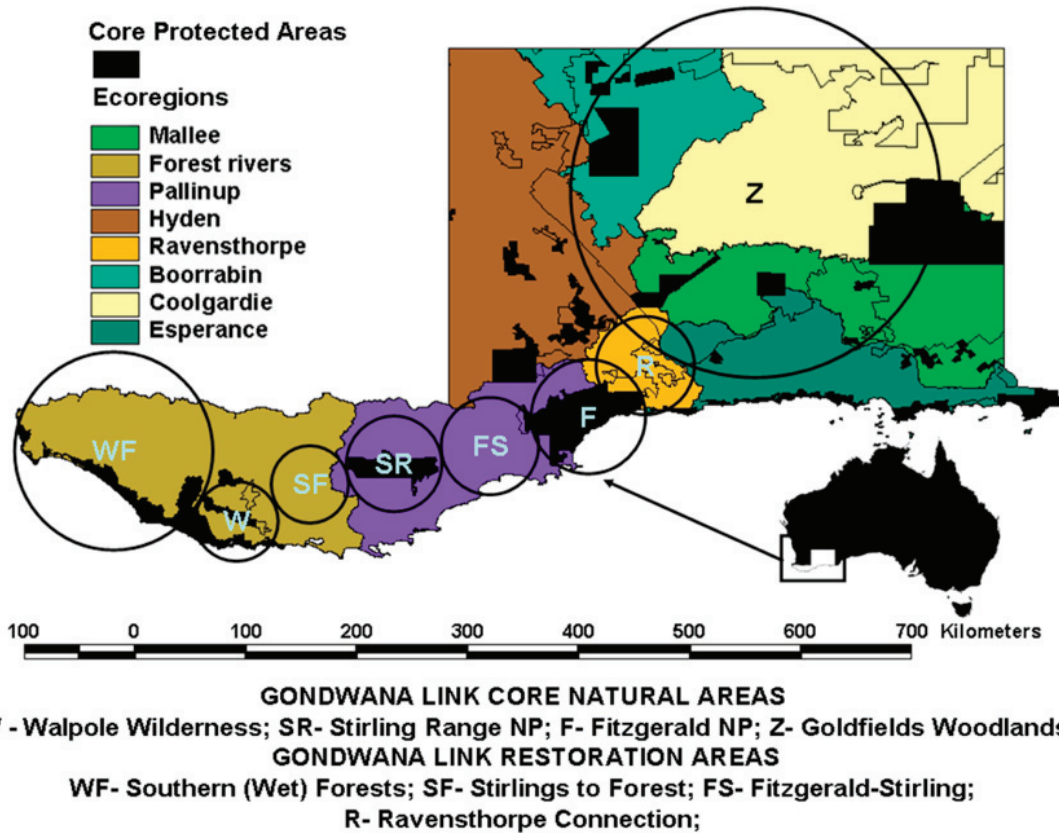 Core Protected Areas
Ecoregions
Mallee
Forest rivers
Pallinup
Hyden
Ravensthorpe
Boorrabin
Coolgardie
Esperance
Z
R
F
WF
SF
SR
FS
W
100 0 100 200 300 400 500 600 700 Kilometers
GONDWANA LINK CORE NATURAL AREAS
- Walpole Wilderness; SR- Stirling Range NP; F- Fitzgerald NP; Z- Goldfields Woodlands
GONDWANA LINK RESTORATION AREAS
WF- Southern (Wet) Forests; SF- Stirlings to Forest; FS- Fitzgerald-Stirling;
R- Ravensthorpe Connection;